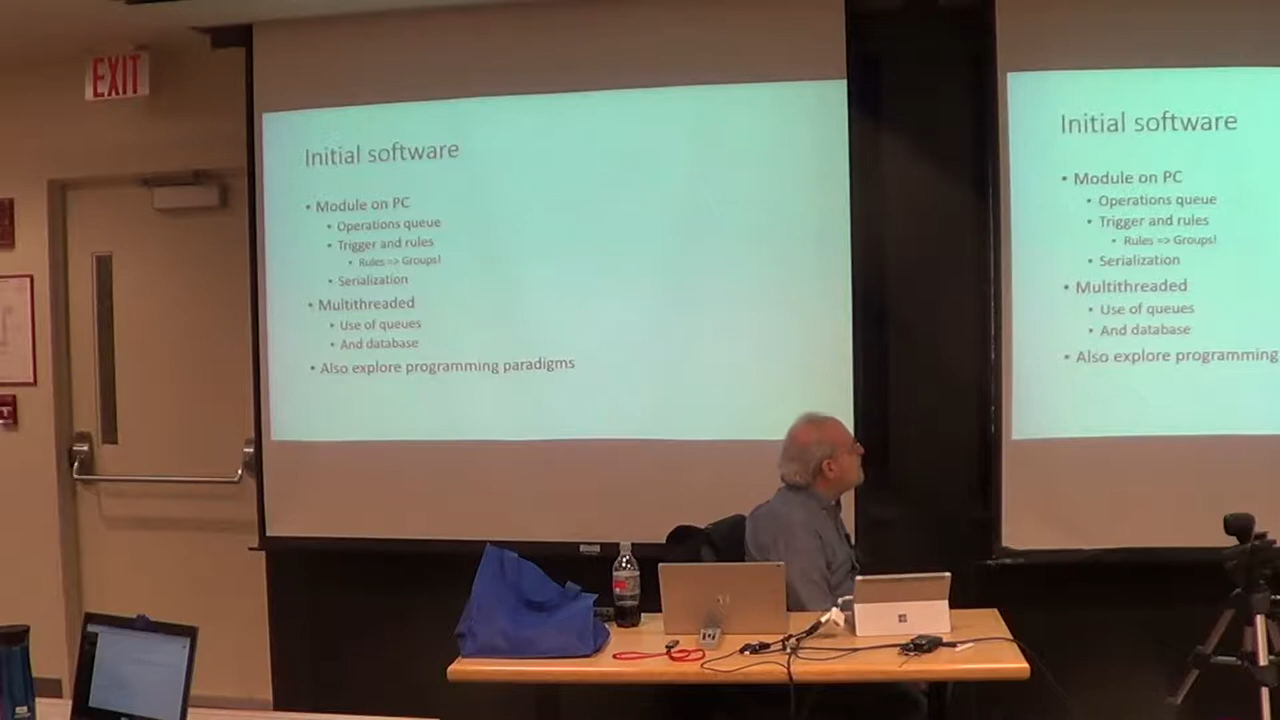 EXIT
Initial software
• Module on PC
• Operations queue
• Trigger and rules
• Rules => Groups!
• Serialization
• Multithreaded
• Use of queues
• And database
• Also explore programming paradigms
Initial software
• Module on PC
• Operations queue
• Trigger and rules
• Rules => Groups!
• Serialization
• Multithreaded
• Use of queues
• And database
• Also explore programming